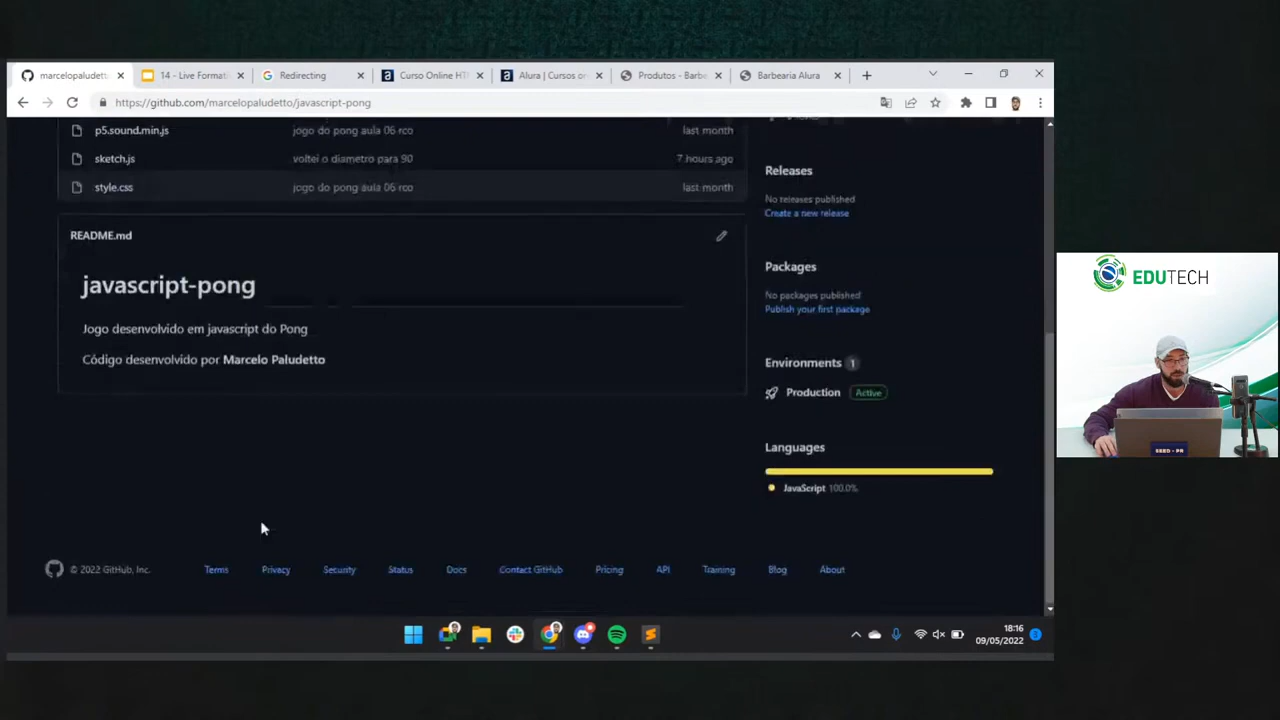 marcelopaludett
14 - Live Formati
Redirecting
Curso Online HT
Alura | Cursos on
Produtos - Barbe
Barbearia Alura
https://github.com/marcelopaludetto/javascript-pong
p5.sound.min.js jogo do pong aula 06 rco last month
sketch.js voltei o diametro para 90 7 hours ago
style.css jogo do pong aula 06 rco last month
README.md
javascript-pong
Jogo desenvolvido em javascript do Pong
Código desenvolvido por Marcelo Paludetto
Releases
No releases published
Create a new release
Packages
No packages published
Publish your first package
Environments 1
Production Active
Languages
JavaScript 100.0%
© 2022 GitHub, Inc. Terms Privacy Security Status Docs Contact GitHub Pricing API Training Blog About
18:16
09/05/2022
EDUTECH
SEED - PR